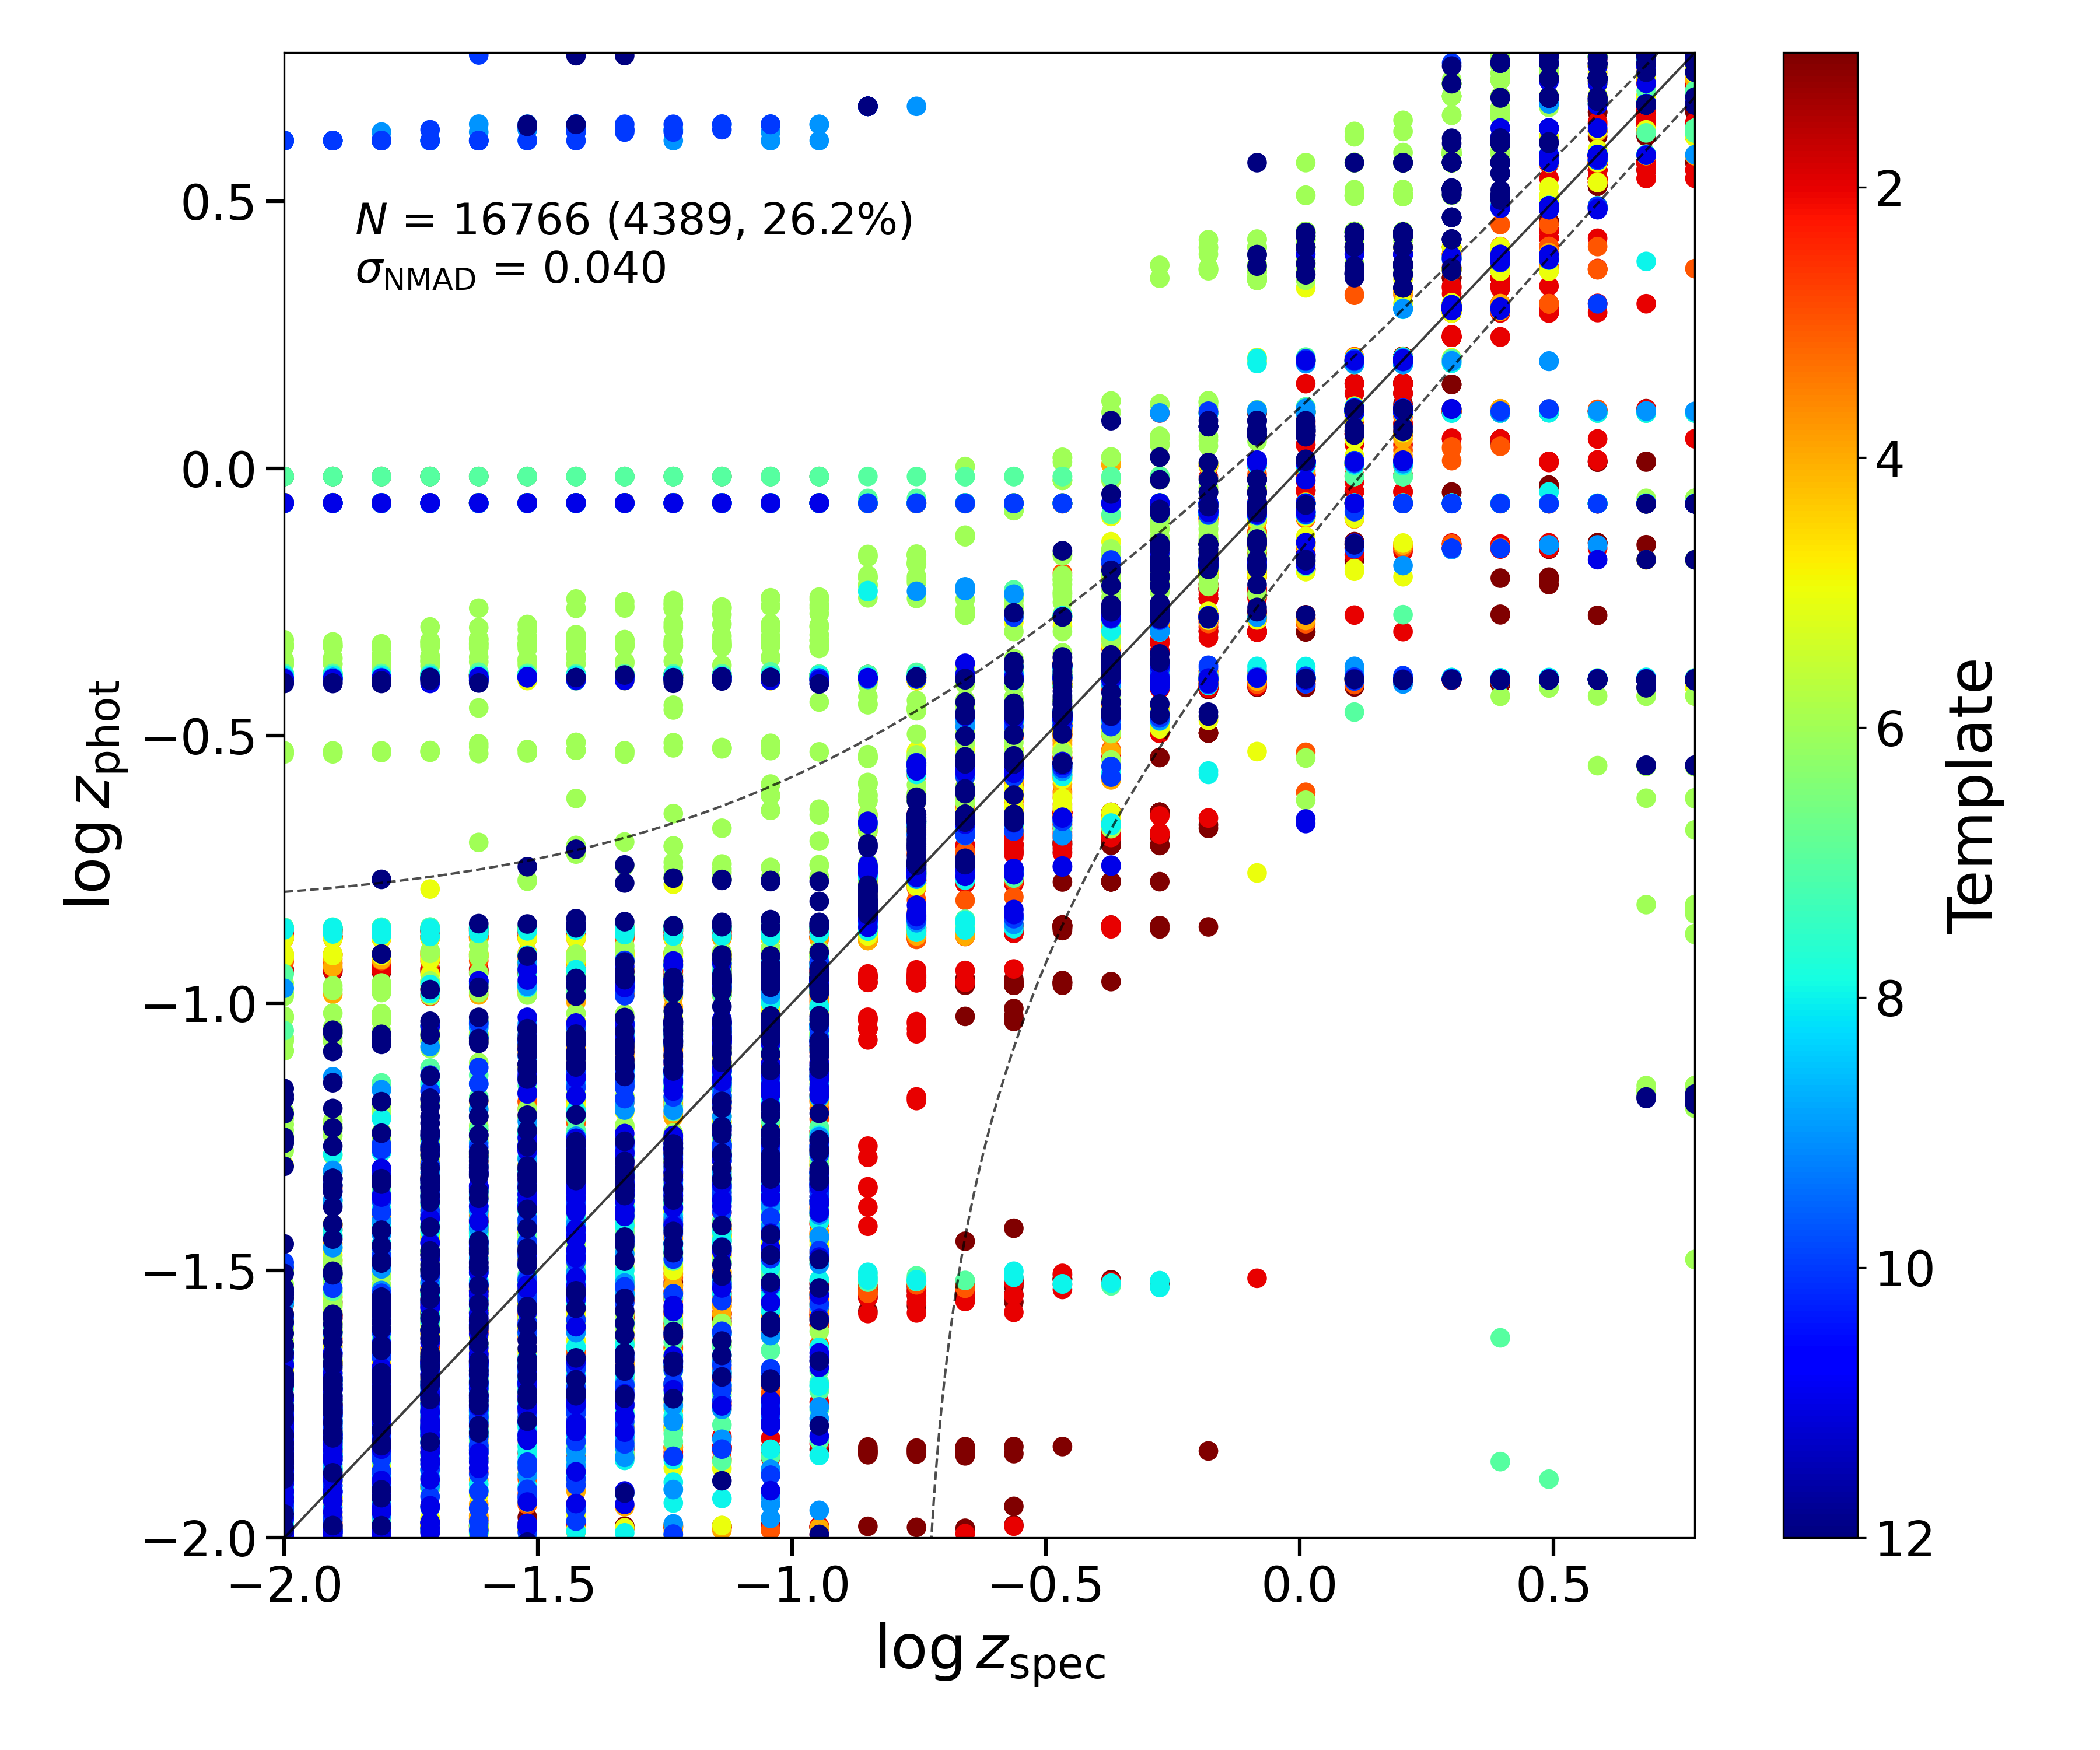 N = 16766 (4389, 26.2%)
σNMAD = 0.040
0.5
0.0
−0.5
−1.0
−1.5
−2.0
log zphot
−2.0 −1.5 −1.0 −0.5 0.0 0.5
log zspec
2
4
6
8
10
12
Template